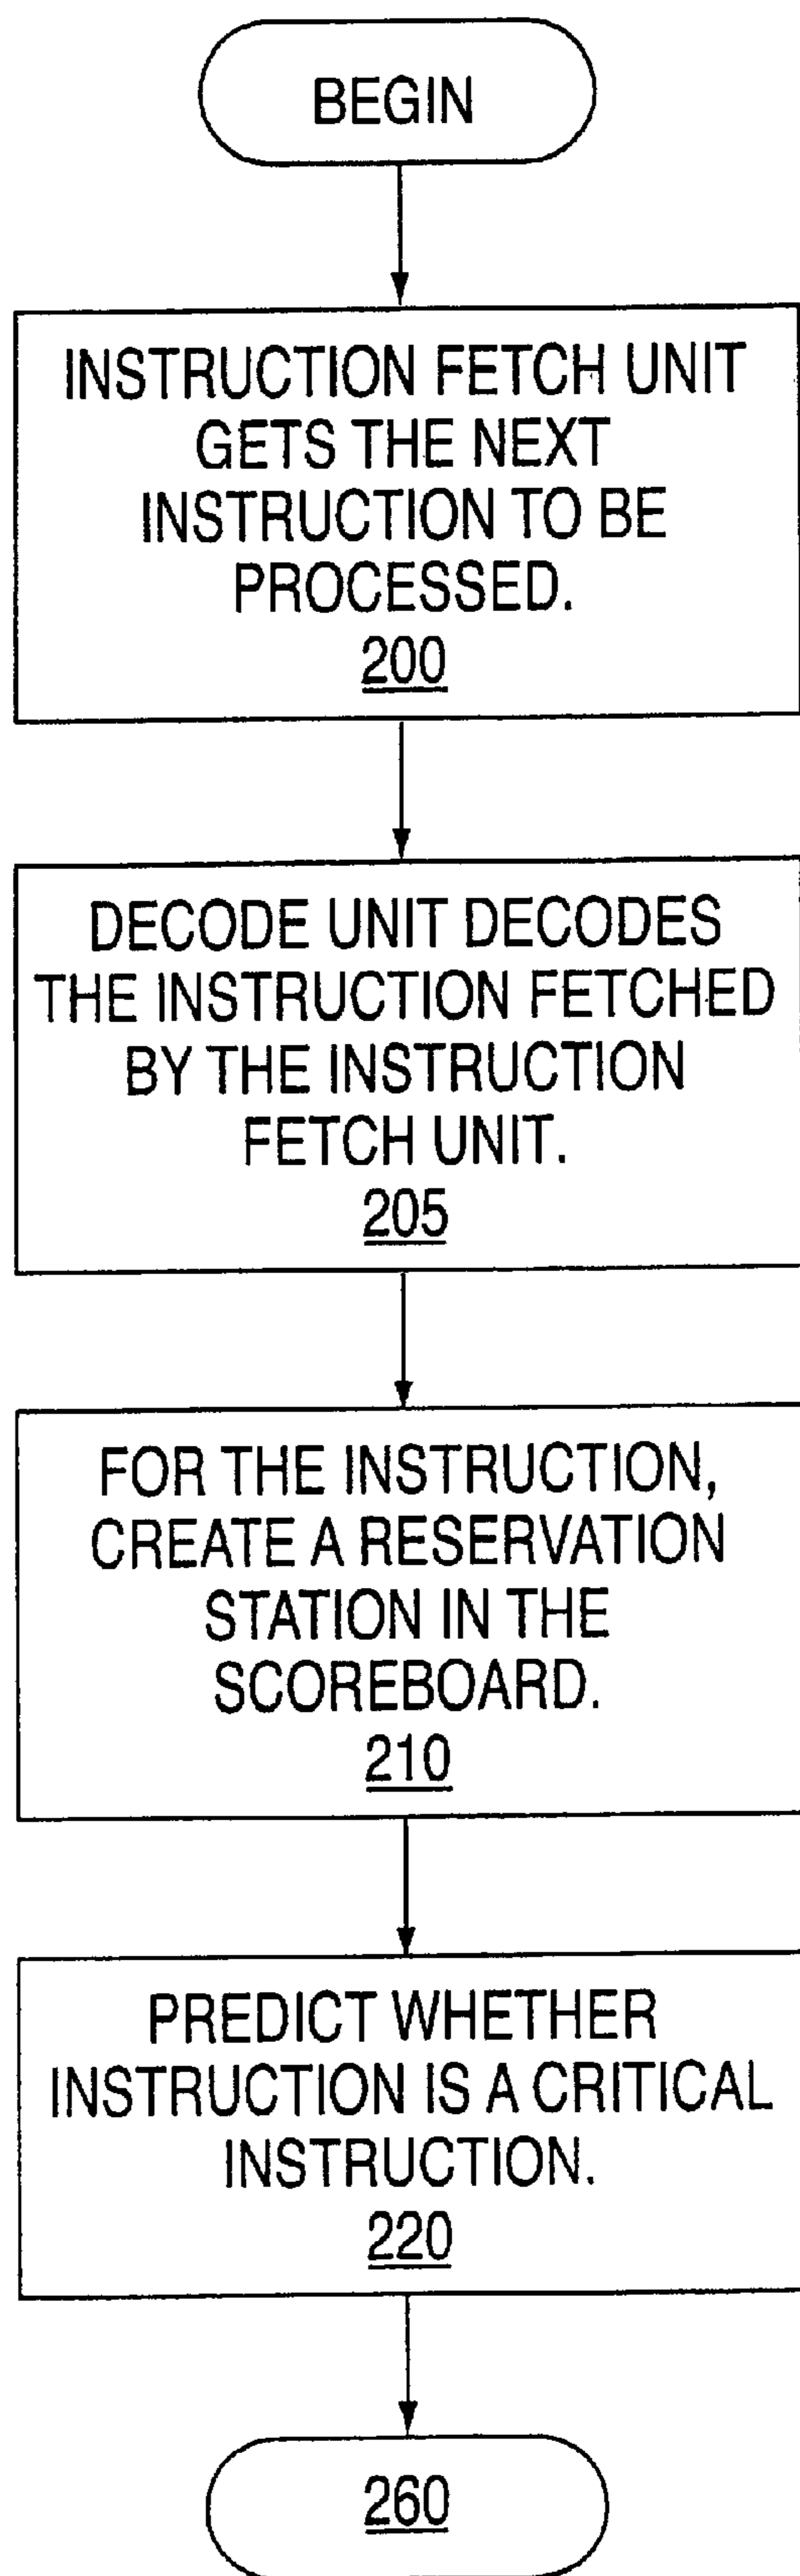 BEGIN
INSTRUCTION FETCH UNIT
GETS THE NEXT
INSTRUCTION TO BE
PROCESSED.
200
DECODE UNIT DECODES
THE INSTRUCTION FETCHED
BY THE INSTRUCTION
FETCH UNIT.
205
FOR THE INSTRUCTION,
CREATE A RESERVATION
STATION IN THE
SCOREBOARD.
210
PREDICT WHETHER
INSTRUCTION IS A CRITICAL
INSTRUCTION.
220
260